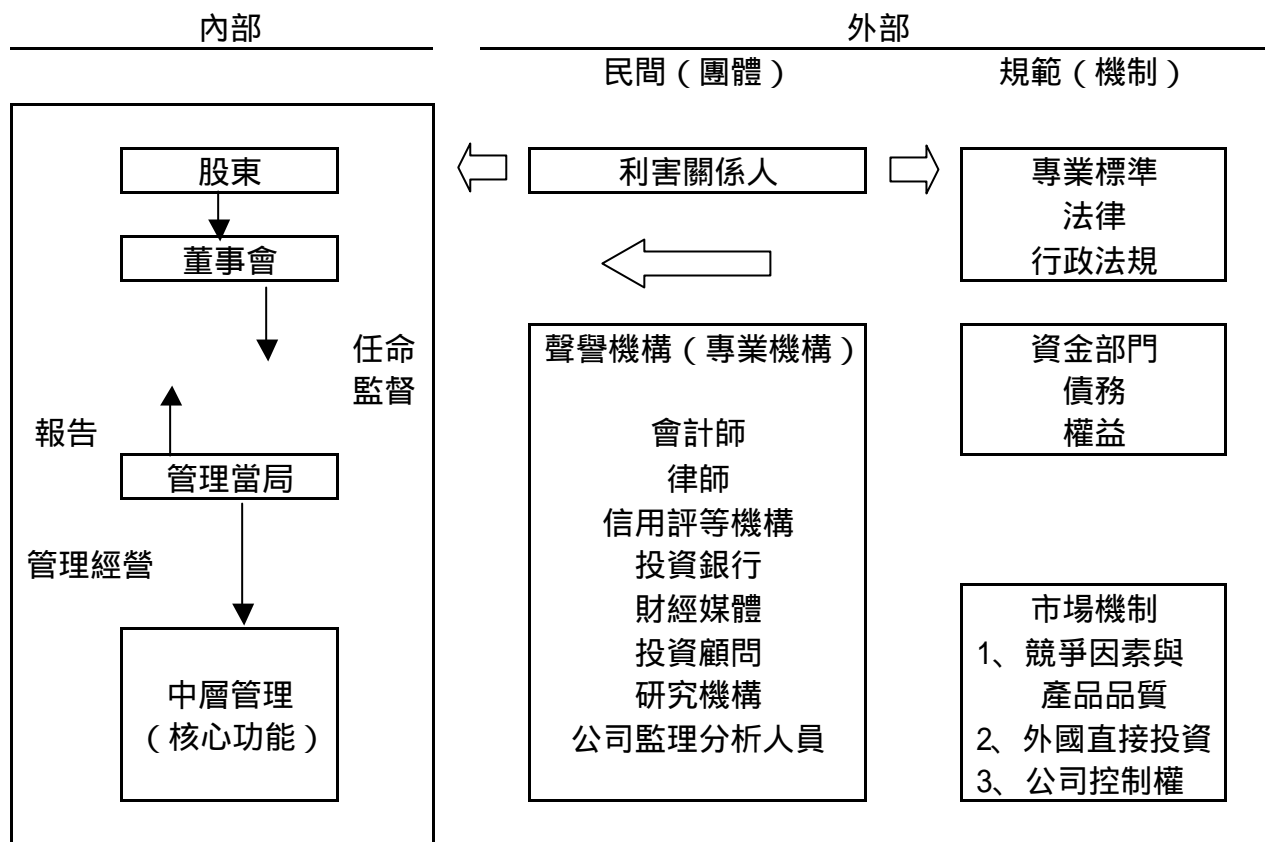 內部
外部
民間（團體）
規範（機制）
股東
董事會
任命
監督
報告
管理當局
管理經營
中層管理
（核心功能）
利害關係人
聲譽機構（專業機構）
會計師
律師
信用評等機構
投資銀行
財經媒體
投資顧問
研究機構
公司監理分析人員
專業標準
法律
行政法規
資金部門
債務
權益
市場機制
1、競爭因素與
產品品質
2、外國直接投資
3、公司控制權